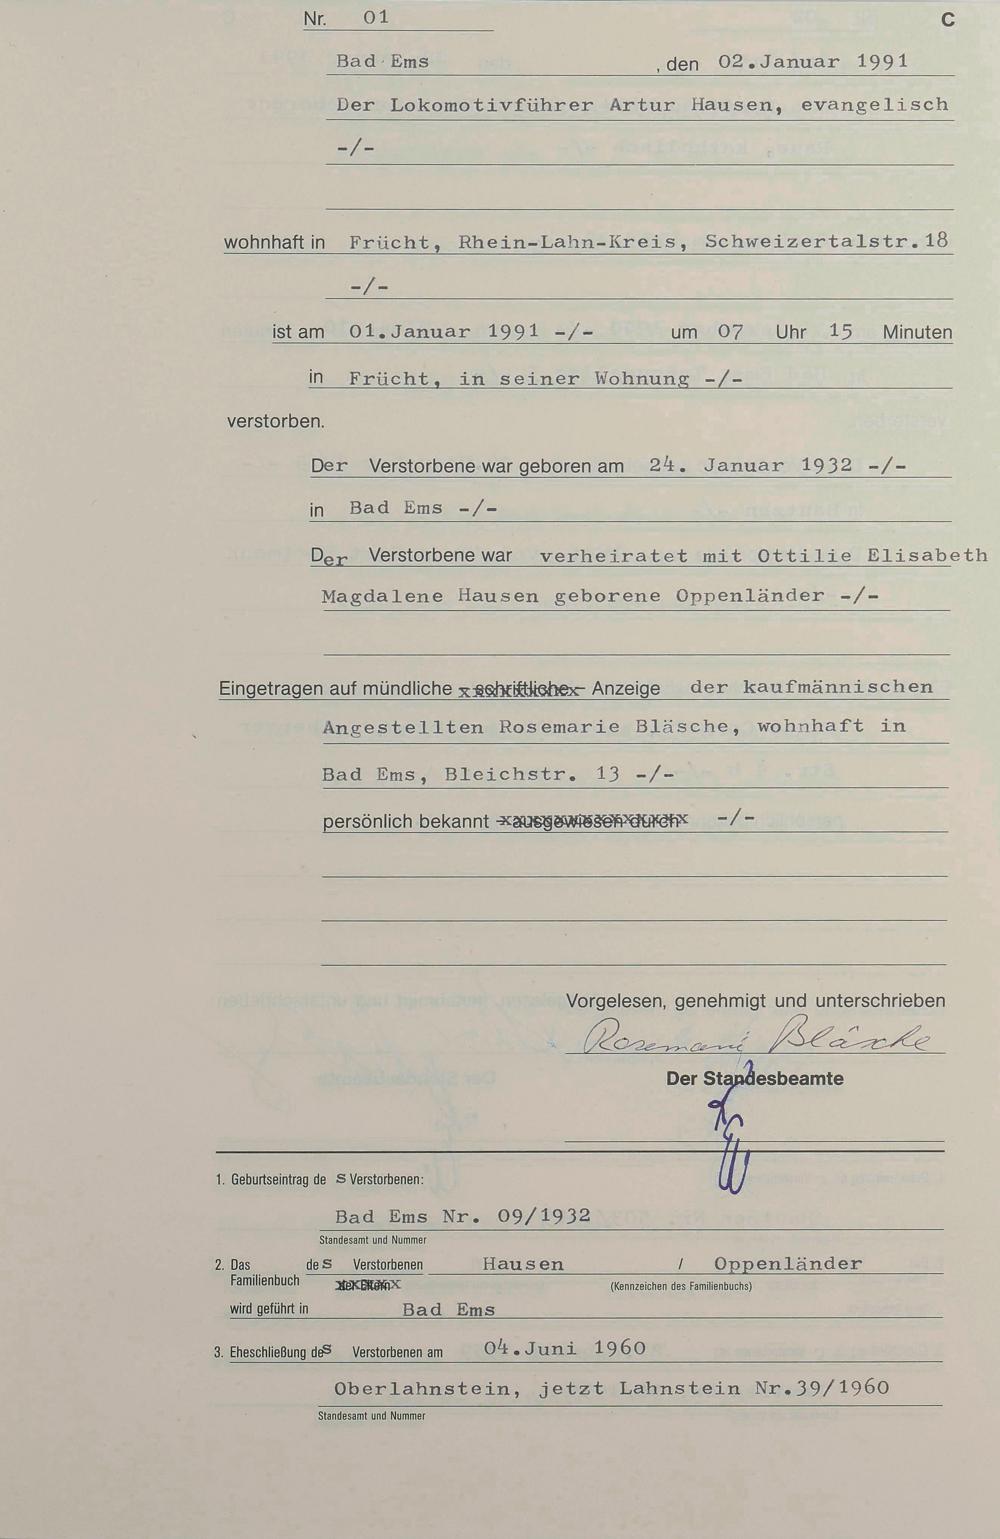 Nr. 01 C
Bad Ems , den 02.Januar 1991
Der Lokomotivführer Artur Hausen, evangelisch
-/-
wohnhaft in Frücht, Rhein-Lahn-Kreis, Schweizertalstr.18
-/-
ist am 01.Januar 1991 -/- um 07 Uhr 15 Minuten
in Frücht, in seiner Wohnung -/-
verstorben.
Der Verstorbene war geboren am 24. Januar 1932 -/-
in Bad Ems -/-
Der Verstorbene war verheiratet mit Ottilie Elisabeth
Magdalene Hausen geborene Oppenländer -/-
Eingetragen auf mündliche - schriftliche - Anzeige der kaufmännischen
Angestellten Rosemarie Bläsche, wohnhaft in
Bad Ems, Bleichstr. 13 -/-
persönlich bekannt - ausgewiesen durch -/-
Vorgelesen, genehmigt und unterschrieben
Rosemarie Bläsche
Der Standesbeamte
1. Geburtseintrag des Verstorbenen:
Bad Ems Nr. 09/1932
Standesamt und Nummer
2. Das des Verstorbenen Hausen / Oppenländer
Familienbuch der Eltern (Kennzeichen des Familienbuchs)
wird geführt in Bad Ems
3. Eheschließung des Verstorbenen am 04.Juni 1960
Oberlahnstein, jetzt Lahnstein Nr.39/1960
Standesamt und Nummer